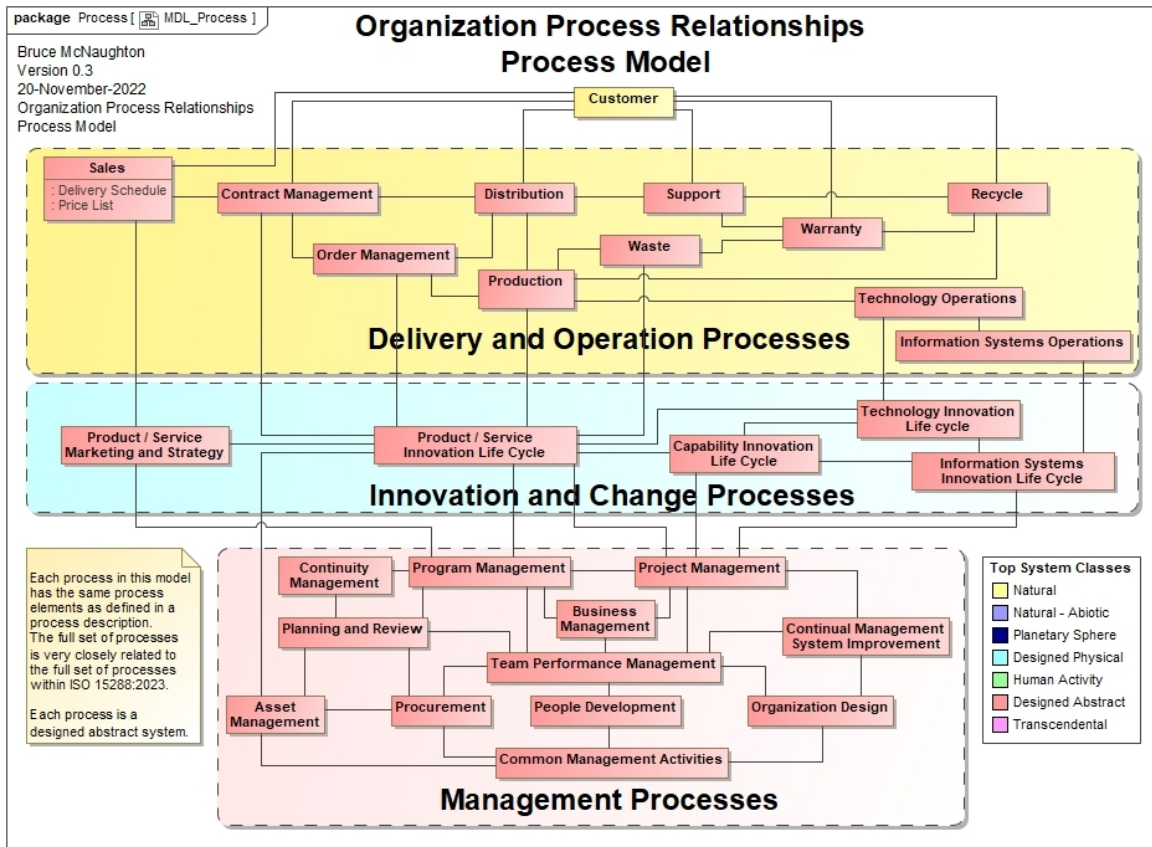 package Process [ MDL_Process ]
Organization Process Relationships
Process Model
Bruce McNaughton
Version 0.3
20-November-2022
Organization Process Relationships
Process Model
Customer
Sales
: Delivery Schedule
: Price List
Contract Management
Distribution
Support
Recycle
Warranty
Waste
Order Management
Production
Technology Operations
Information Systems Operations
Delivery and Operation Processes
Product / Service
Marketing and Strategy
Product / Service
Innovation Life Cycle
Capability Innovation
Life Cycle
Technology Innovation
Life cycle
Information Systems
Innovation Life Cycle
Innovation and Change Processes
Each process in this model
has the same process
elements as defined in a
process description.
The full set of processes
is very closely related to
the full set of processes
within ISO 15288:2023.
Each process is a
designed abstract system.
Continuity
Management
Program Management
Project Management
Business
Management
Planning and Review
Continual Management
System Improvement
Team Performance Management
Asset
Management
Procurement
People Development
Organization Design
Common Management Activities
Management Processes
Top System Classes
Natural
Natural - Abiotic
Planetary Sphere
Designed Physical
Human Activity
Designed Abstract
Transcendental